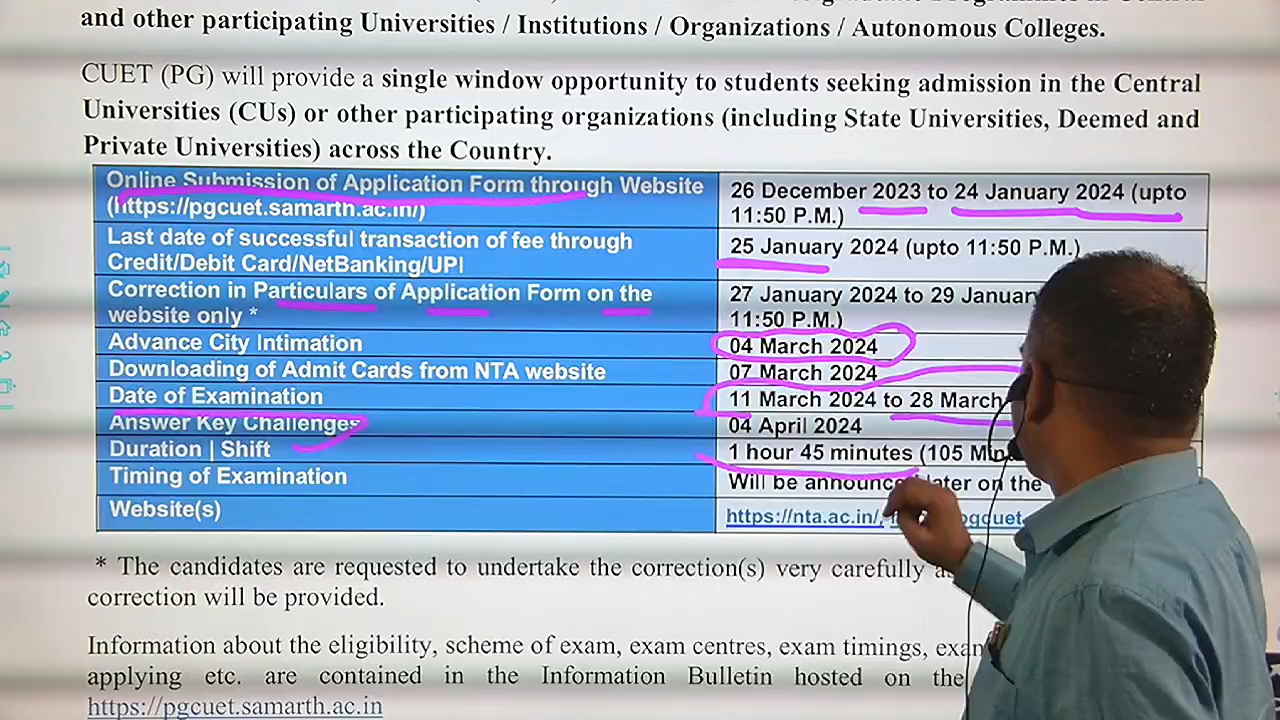 and other participating Universities / Institutions / Organizations / Autonomous Colleges.
CUET (PG) will provide a single window opportunity to students seeking admission in the Central
Universities (CUs) or other participating organizations (including State Universities, Deemed and
Private Universities) across the Country.
Online Submission of Application Form through Website
(https://pgcuet.samarth.ac.in/)
26 December 2023 to 24 January 2024 (upto
11:50 P.M.)
Last date of successful transaction of fee through
Credit/Debit Card/NetBanking/UPI
25 January 2024 (upto 11:50 P.M.)
Correction in Particulars of Application Form on the
website only *
27 January 2024 to 29 January
11:50 P.M.)
Advance City Intimation
04 March 2024
Downloading of Admit Cards from NTA website
07 March 2024
Date of Examination
11 March 2024 to 28 March
Answer Key Challenges
04 April 2024
Duration | Shift
1 hour 45 minutes (105 Min
Timing of Examination
Will be announced later on the
Website(s)
https://nta.ac.in/, pgcuet.
* The candidates are requested to undertake the correction(s) very carefully
correction will be provided.
Information about the eligibility, scheme of exam, exam centres, exam timings, exam
applying etc. are contained in the Information Bulletin hosted on the
https://pgcuet.samarth.ac.in